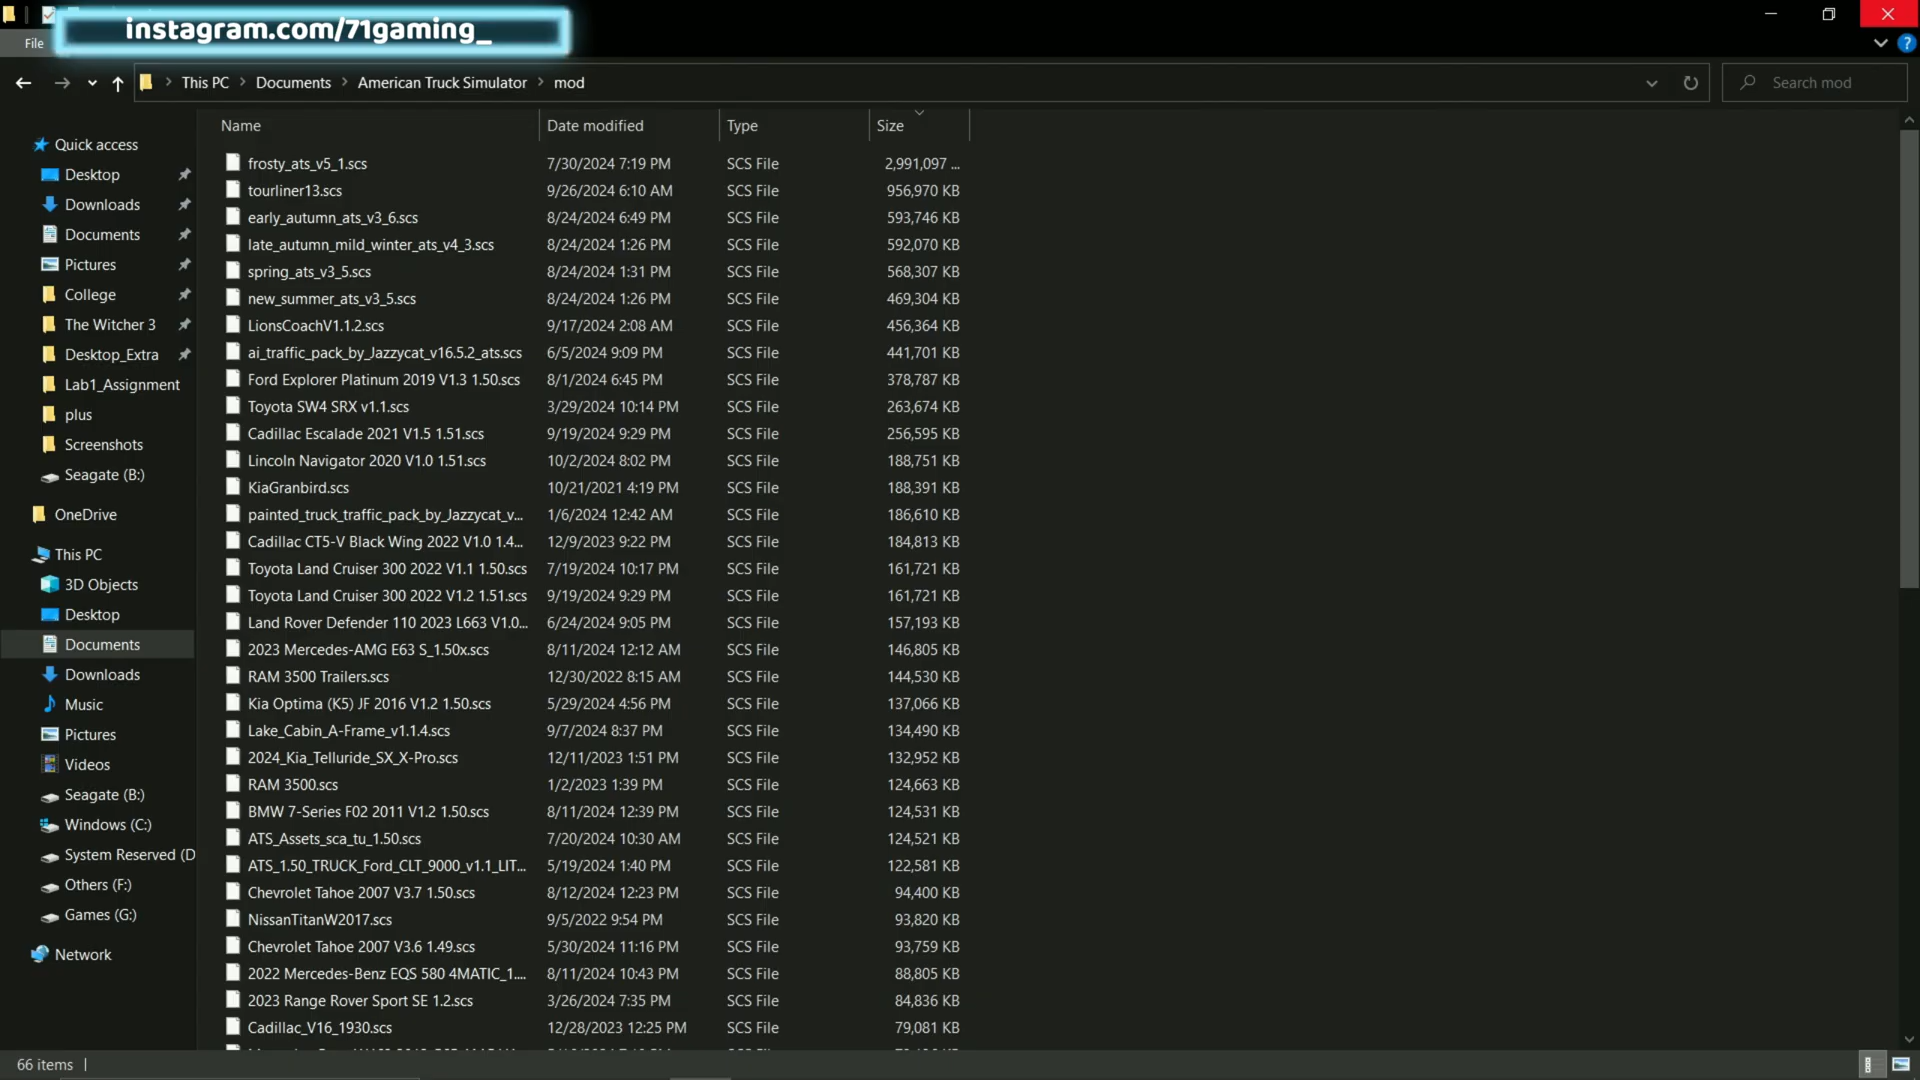 instagram.com/71gaming_
File
This PC > Documents > American Truck Simulator > mod
Search mod
Name Date modified Type Size
Quick access
Desktop
Downloads
Documents
Pictures
College
The Witcher 3
Desktop_Extra
Lab1_Assignment
plus
Screenshots
Seagate (B:)
OneDrive
This PC
3D Objects
Desktop
Documents
Downloads
Music
Pictures
Videos
Seagate (B:)
Windows (C:)
System Reserved (D
Others (F:)
Games (G:)
Network
frosty_ats_v5_1.scs 7/30/2024 7:19 PM SCS File 2,991,097 ...
tourliner13.scs 9/26/2024 6:10 AM SCS File 956,970 KB
early_autumn_ats_v3_6.scs 8/24/2024 6:49 PM SCS File 593,746 KB
late_autumn_mild_winter_ats_v4_3.scs 8/24/2024 1:26 PM SCS File 592,070 KB
spring_ats_v3_5.scs 8/24/2024 1:31 PM SCS File 568,307 KB
new_summer_ats_v3_5.scs 8/24/2024 1:26 PM SCS File 469,304 KB
LionsCoachV1.1.2.scs 9/17/2024 2:08 AM SCS File 456,364 KB
ai_traffic_pack_by_Jazzycat_v16.5.2_ats.scs 6/5/2024 9:09 PM SCS File 441,701 KB
Ford Explorer Platinum 2019 V1.3 1.50.scs 8/1/2024 6:45 PM SCS File 378,787 KB
Toyota SW4 SRX v1.1.scs 3/29/2024 10:14 PM SCS File 263,674 KB
Cadillac Escalade 2021 V1.5 1.51.scs 9/19/2024 9:29 PM SCS File 256,595 KB
Lincoln Navigator 2020 V1.0 1.51.scs 10/2/2024 8:02 PM SCS File 188,751 KB
KiaGranbird.scs 10/21/2021 4:19 PM SCS File 188,391 KB
painted_truck_traffic_pack_by_Jazzycat_v... 1/6/2024 12:42 AM SCS File 186,610 KB
Cadillac CT5-V Black Wing 2022 V1.0 1.4... 12/9/2023 9:22 PM SCS File 184,813 KB
Toyota Land Cruiser 300 2022 V1.1 1.50.scs 7/19/2024 10:17 PM SCS File 161,721 KB
Toyota Land Cruiser 300 2022 V1.2 1.51.scs 9/19/2024 9:29 PM SCS File 161,721 KB
Land Rover Defender 110 2023 L663 V1.0... 6/24/2024 9:05 PM SCS File 157,193 KB
2023 Mercedes-AMG E63 S_1.50x.scs 8/11/2024 12:12 AM SCS File 146,805 KB
RAM 3500 Trailers.scs 12/30/2022 8:15 AM SCS File 144,530 KB
Kia Optima (K5) JF 2016 V1.2 1.50.scs 5/29/2024 4:56 PM SCS File 137,066 KB
Lake_Cabin_A-Frame_v1.1.4.scs 9/7/2024 8:37 PM SCS File 134,490 KB
2024_Kia_Telluride_SX_X-Pro.scs 12/11/2023 1:51 PM SCS File 132,952 KB
RAM 3500.scs 1/2/2023 1:39 PM SCS File 124,663 KB
BMW 7-Series F02 2011 V1.2 1.50.scs 8/11/2024 12:39 PM SCS File 124,531 KB
ATS_Assets_sca_tu_1.50.scs 7/20/2024 10:30 AM SCS File 124,521 KB
ATS_1.50_TRUCK_Ford_CLT_9000_v1.1_LIT... 5/19/2024 1:40 PM SCS File 122,581 KB
Chevrolet Tahoe 2007 V3.7 1.50.scs 8/12/2024 12:23 PM SCS File 94,400 KB
NissanTitanW2017.scs 9/5/2022 9:54 PM SCS File 93,820 KB
Chevrolet Tahoe 2007 V3.6 1.49.scs 5/30/2024 11:16 PM SCS File 93,759 KB
2022 Mercedes-Benz EQS 580 4MATIC_1.... 8/11/2024 10:43 PM SCS File 88,805 KB
2023 Range Rover Sport SE 1.2.scs 3/26/2024 7:35 PM SCS File 84,836 KB
Cadillac_V16_1930.scs 12/28/2023 12:25 PM SCS File 79,081 KB
66 items